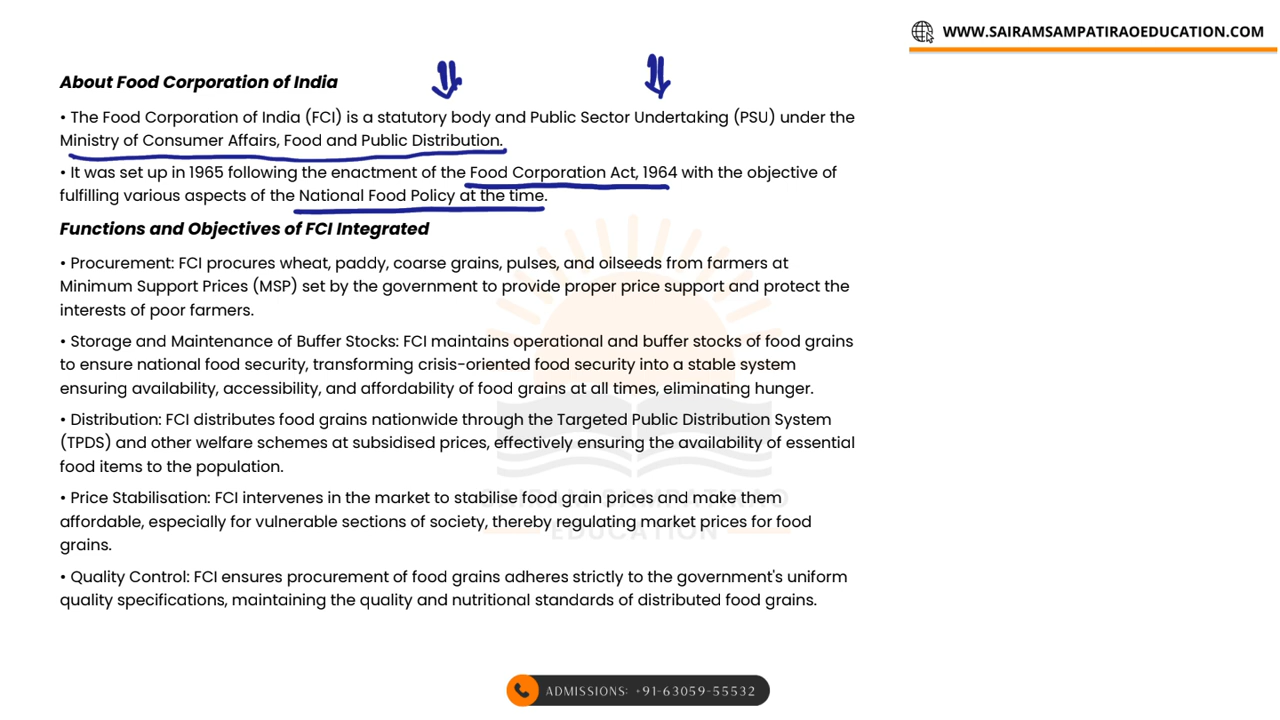 WWW.SAIRAMSAMPATIRAOEDUCATION.COM
About Food Corporation of India
• The Food Corporation of India (FCI) is a statutory body and Public Sector Undertaking (PSU) under the
Ministry of Consumer Affairs, Food and Public Distribution.
• It was set up in 1965 following the enactment of the Food Corporation Act, 1964 with the objective of
fulfilling various aspects of the National Food Policy at the time.
Functions and Objectives of FCI Integrated
• Procurement: FCI procures wheat, paddy, coarse grains, pulses, and oilseeds from farmers at
Minimum Support Prices (MSP) set by the government to provide proper price support and protect the
interests of poor farmers.
• Storage and Maintenance of Buffer Stocks: FCI maintains operational and buffer stocks of food grains
to ensure national food security, transforming crisis-oriented food security into a stable system
ensuring availability, accessibility, and affordability of food grains at all times, eliminating hunger.
• Distribution: FCI distributes food grains nationwide through the Targeted Public Distribution System
(TPDS) and other welfare schemes at subsidised prices, effectively ensuring the availability of essential
food items to the population.
• Price Stabilisation: FCI intervenes in the market to stabilise food grain prices and make them
affordable, especially for vulnerable sections of society, thereby regulating market prices for food
grains.
• Quality Control: FCI ensures procurement of food grains adheres strictly to the government's uniform
quality specifications, maintaining the quality and nutritional standards of distributed food grains.
SAIRAM SAMPATIRAO
EDUCATION
ADMISSIONS: +91-63059-55532